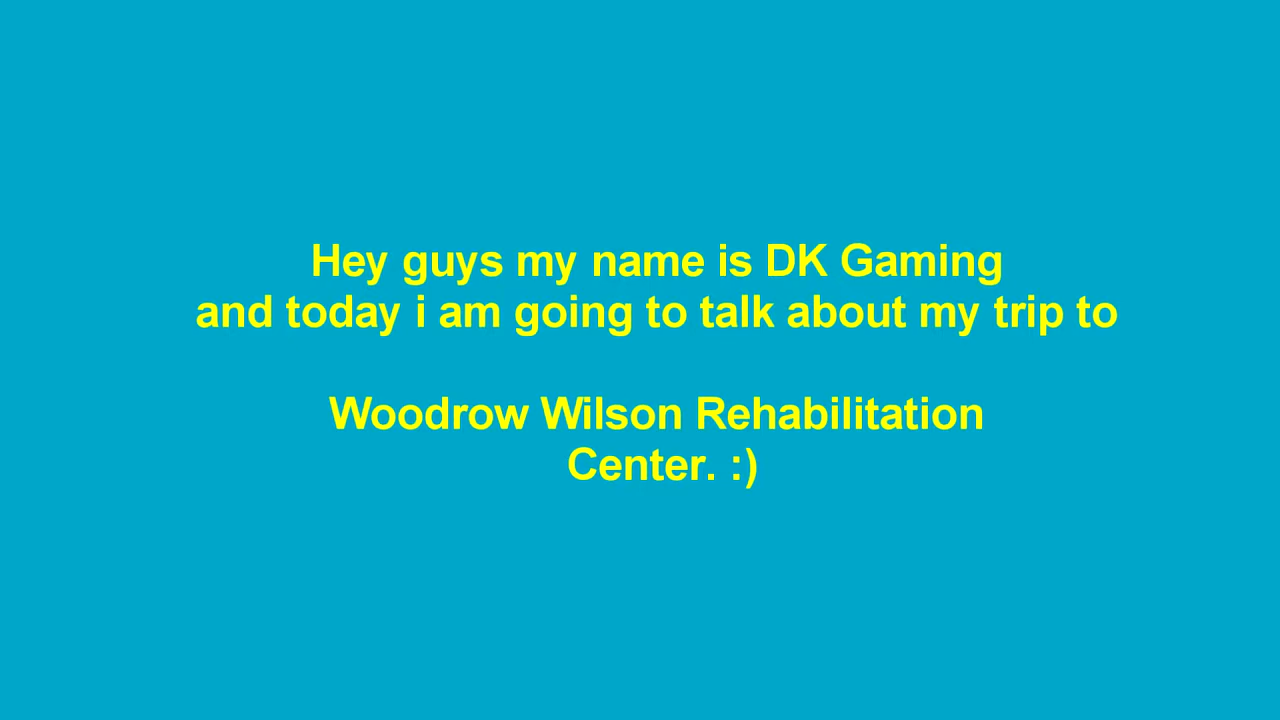 Hey guys my name is DK Gaming
and today i am going to talk about my trip to
Woodrow Wilson Rehabilitation
Center. :)